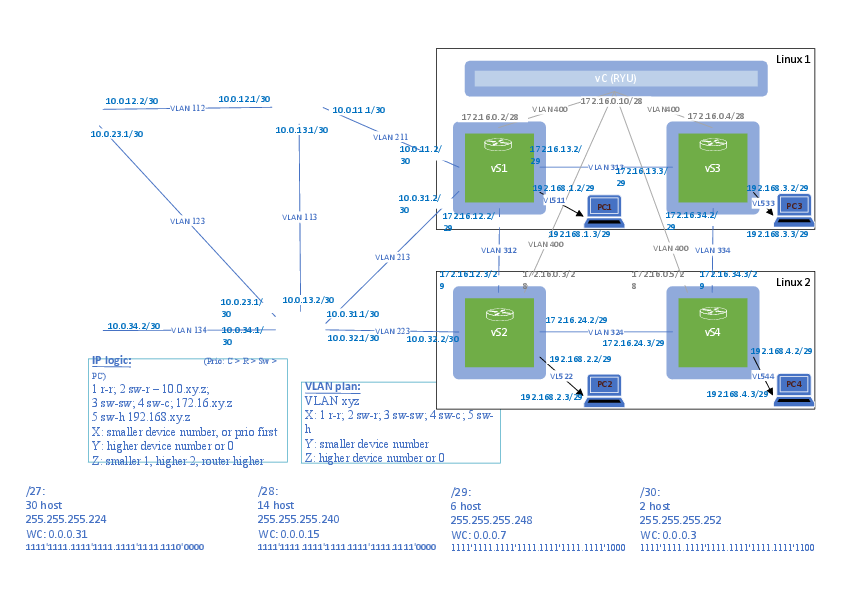 Linux 1
vC (RYU)
10.0.12.2/30
10.0.12.1/30
VLAN 112
10.0.11.1/30
VLAN 400
172.16.0.10/28
VLAN400
172.16.0.2/28
172.16.0.4/28
10.0.23.1/30
10.0.13.1/30
VLAN 211
10.0.11.2/
30
172.16.13.2/
29
vS1
VLAN 313
172.16.13.3/
29
vS3
192.168.1.2/29
192.168.3.2/29
10.0.31.2/
30
VL511
PC1
VL533
PC3
172.16.12.2/
29
172.16.34.2/
29
VLAN 123
VLAN 113
192.168.1.3/29
192.168.3.3/29
VLAN 213
VLAN 312
VLAN 400
VLAN 400
VLAN 334
172.16.12.3/2
9
172.16.0.3/2
8
172.16.0.5/2
8
172.16.34.3/2
9
Linux 2
10.0.23.1/
30
10.0.13.2/30
10.0.31.1/30
172.16.24.2/29
10.0.34.2/30
VLAN 134
10.0.34.1/
30
10.0.32.1/30
VLAN 223
10.0.32.2/30
vS2
VLAN 324
172.16.24.3/29
vS4
192.168.2.2/29
192.168.4.2/29
VL522
PC2
VL544
PC4
192.168.2.3/29
192.168.4.3/29
IP logic: (Prio: C > R > Sw >
PC)
1 r-r; 2 sw-r – 10.0.xy.z;
3 sw-sw; 4 sw-c; 172.16.xy.z
5 sw-h 192.168.xy.z
X: smaller device number, or prio first
Y: higher device number or 0
Z: smaller 1, higher 2, router higher
VLAN plan:
VLAN xyz
X: 1 r-r; 2 sw-r; 3 sw-sw; 4 sw-c; 5 sw-
h
Y: smaller device number
Z: higher device number or 0
/27:
30 host
255.255.255.224
WC: 0.0.0.31
1111'1111.1111'1111.1111'1111.1110'0000
/28:
14 host
255.255.255.240
WC: 0.0.0.15
1111'1111.1111'1111.1111'1111.1111'0000
/29:
6 host
255.255.255.248
WC: 0.0.0.7
1111'1111.1111'1111.1111'1111.1111'1000
/30:
2 host
255.255.255.252
WC: 0.0.0.3
1111'1111.1111'1111.1111'1111.1111'1100